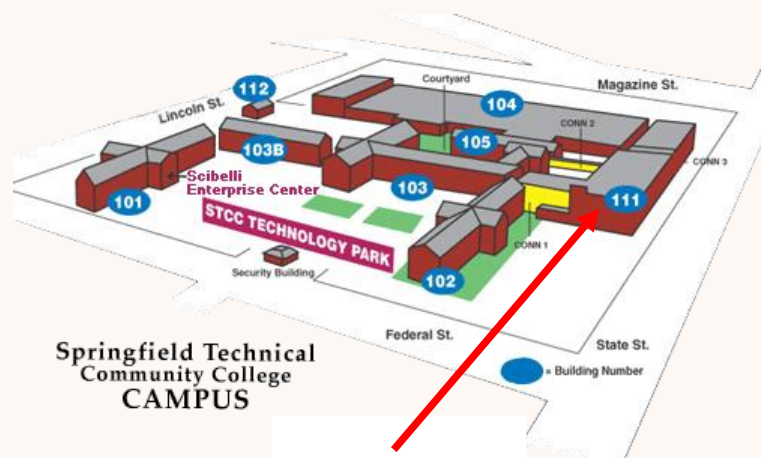 Magazine St.
Courtyard
112
104
Lincoln St.
CONN 2
105
103B
CONN 3
Scibelli
Enterprise Center
103
101
111
STCC TECHNOLOGY PARK
CONN 1
Security Building
102
Federal St.
State St.
Springfield Technical
Community College
CAMPUS
= Building Number